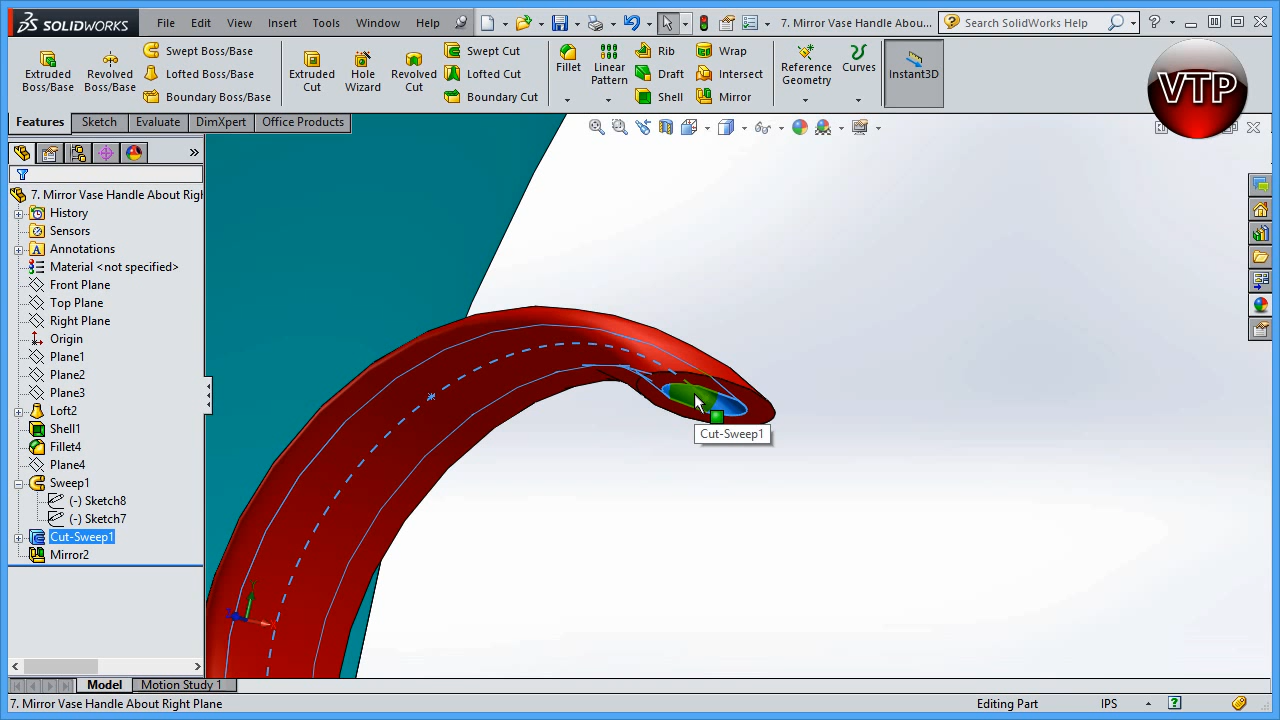 SOLIDWORKS File Edit View Insert Tools Window Help 7. Mirror Vase Handle Abou... Search SolidWorks Help
Extruded Boss/Base
Revolved Boss/Base
Swept Boss/Base
Lofted Boss/Base
Boundary Boss/Base
Extruded Cut
Hole Wizard
Revolved Cut
Swept Cut
Lofted Cut
Boundary Cut
Fillet
Linear Pattern
Rib
Draft
Shell
Wrap
Intersect
Mirror
Reference Geometry
Curves
Instant3D
VTP
Features Sketch Evaluate DimXpert Office Products
7. Mirror Vase Handle About Right
History
Sensors
Annotations
Material <not specified>
Front Plane
Top Plane
Right Plane
Origin
Plane1
Plane2
Plane3
Loft2
Shell1
Fillet4
Plane4
Sweep1
(-) Sketch8
(-) Sketch7
Cut-Sweep1
Mirror2
Cut-Sweep1
Model Motion Study 1
7. Mirror Vase Handle About Right Plane Editing Part IPS